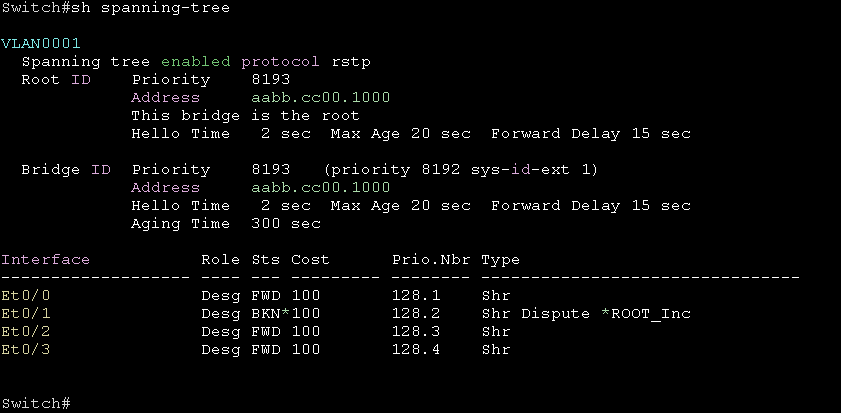 Switch#sh spanning-tree
VLAN0001
  Spanning tree enabled protocol rstp
  Root ID    Priority    8193
             Address     aabb.cc00.1000
             This bridge is the root
             Hello Time   2 sec  Max Age 20 sec  Forward Delay 15 sec
  Bridge ID  Priority    8193   (priority 8192 sys-id-ext 1)
             Address     aabb.cc00.1000
             Hello Time   2 sec  Max Age 20 sec  Forward Delay 15 sec
             Aging Time  300 sec
Interface           Role Sts Cost      Prio.Nbr Type
------------------- ---- --- --------- -------- --------------------------------
Et0/0               Desg FWD 100       128.1    Shr
Et0/1               Desg BKN*100       128.2    Shr Dispute *ROOT_Inc
Et0/2               Desg FWD 100       128.3    Shr
Et0/3               Desg FWD 100       128.4    Shr
Switch#